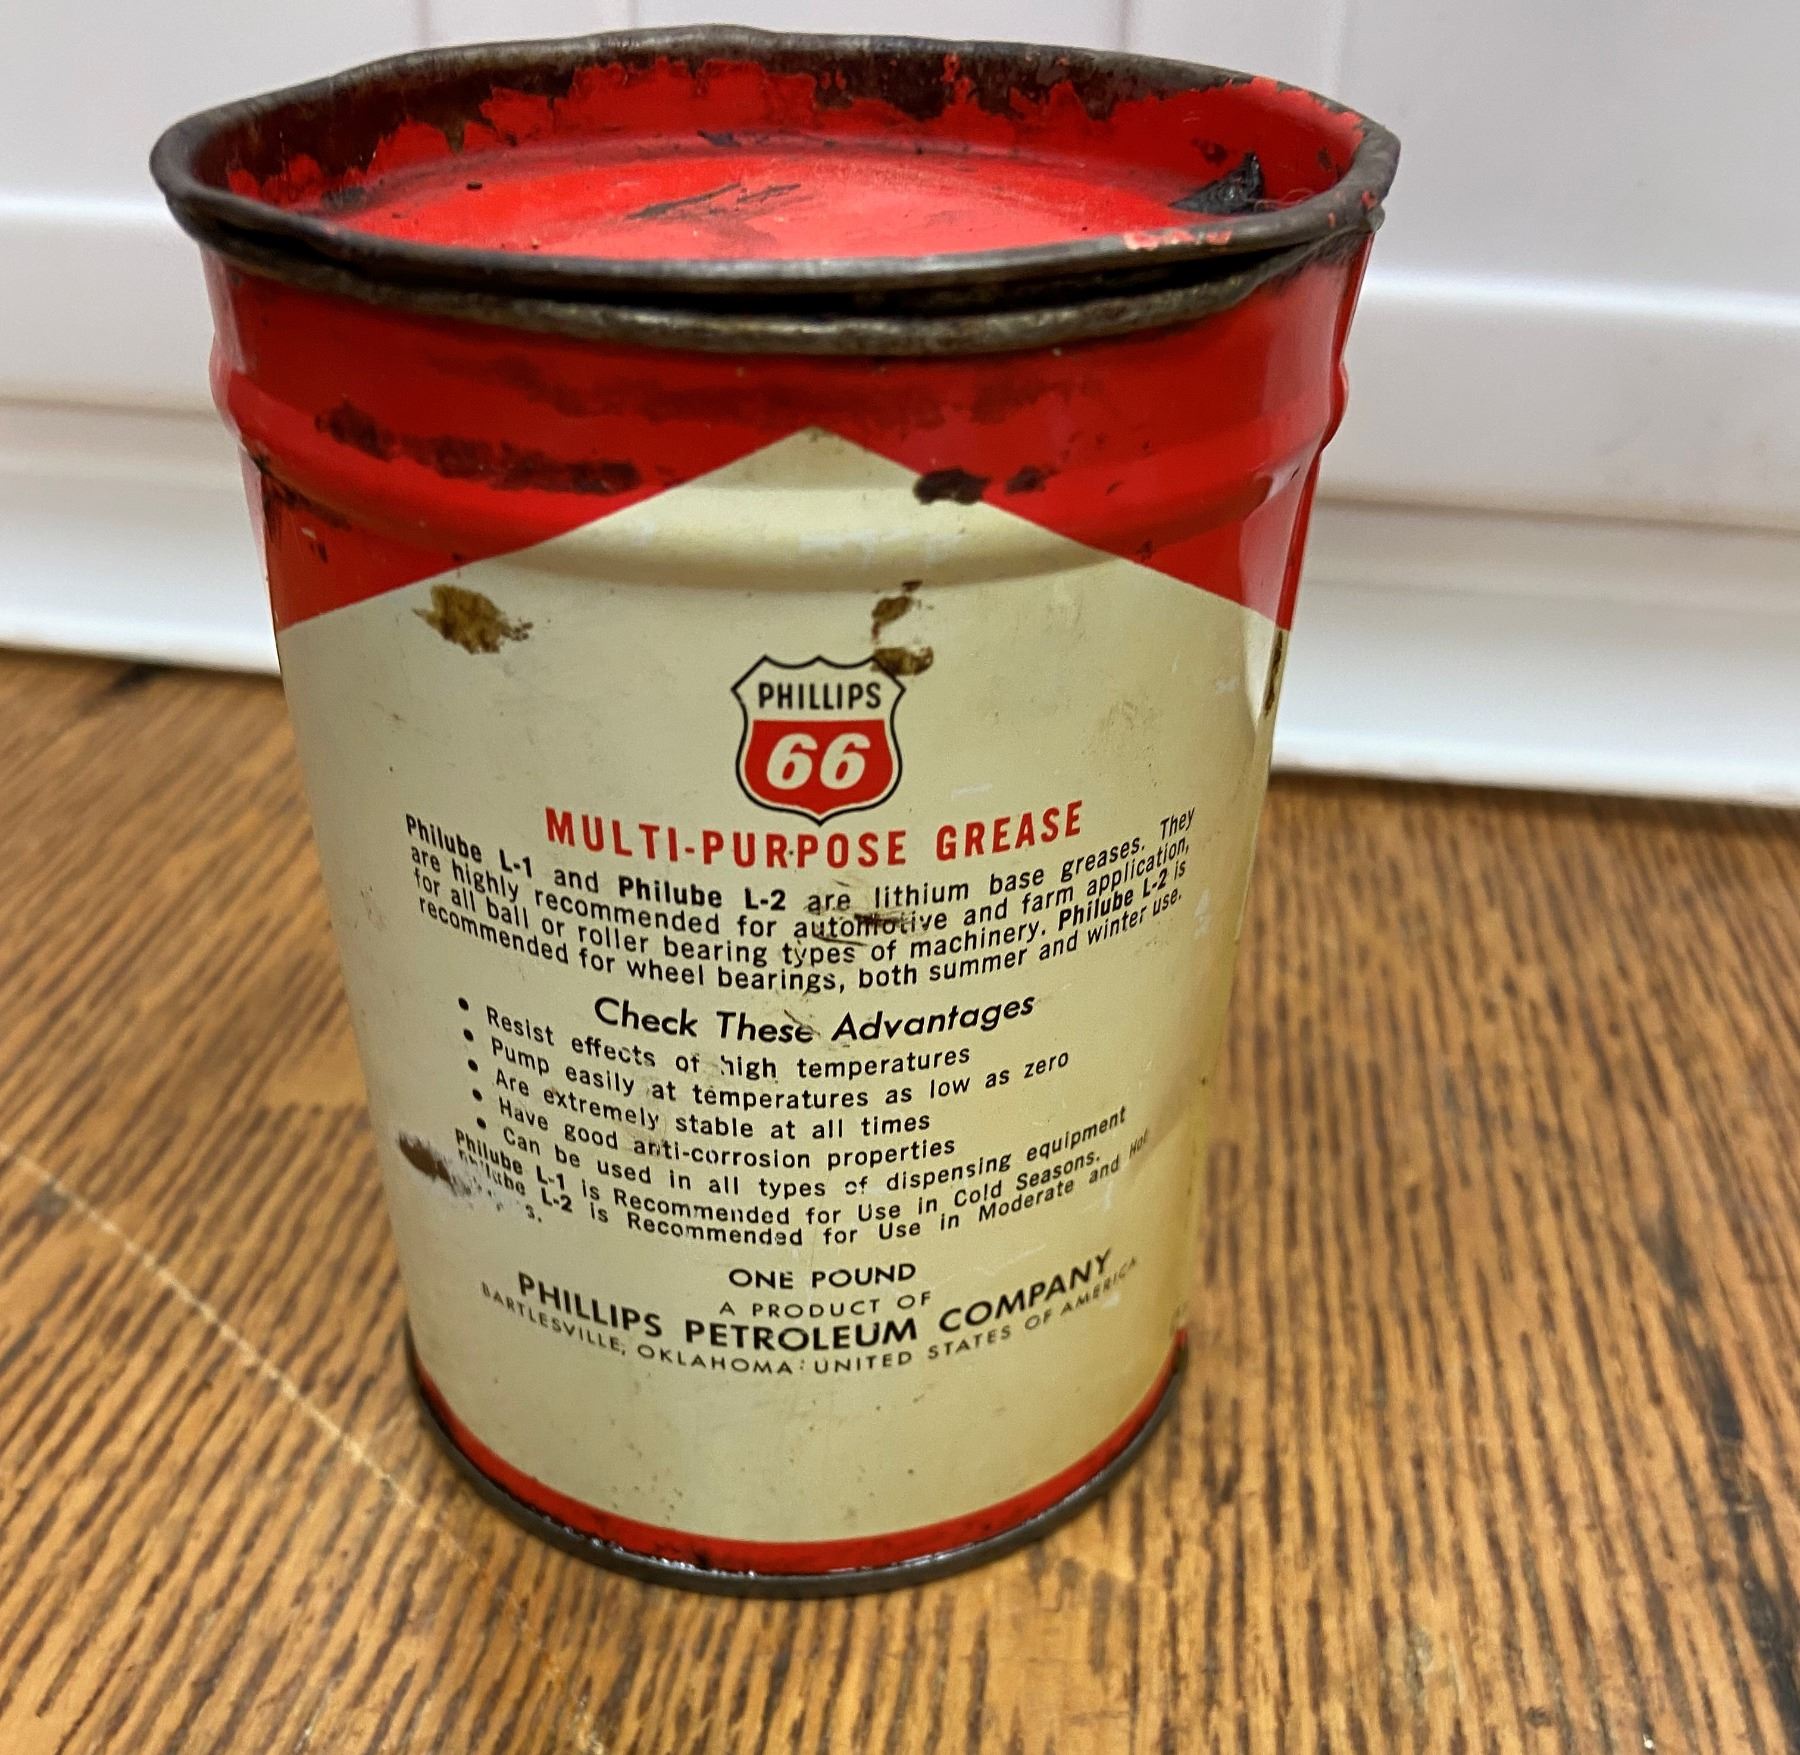 PHILLIPS
66
MULTI-PURPOSE GREASE
Philube L-1 and Philube L-2 are lithium base greases. They
are highly recommended for automotive and farm application,
for all ball or roller bearing types of machinery. Philube L-2 is
recommended for wheel bearings, both summer and winter use.
Check These Advantages
• Resist effects of high temperatures
• Pump easily at temperatures as low as zero
• Are extremely stable at all times
• Have good anti-corrosion properties
• Can be used in all types of dispensing equipment
Philube L-1 is Recommended for Use in Cold Seasons.
Philube L-2 is Recommended for Use in Moderate and Hot
ONE POUND
A PRODUCT OF
PHILLIPS PETROLEUM COMPANY
BARTLESVILLE, OKLAHOMA: UNITED STATES OF AMERICA